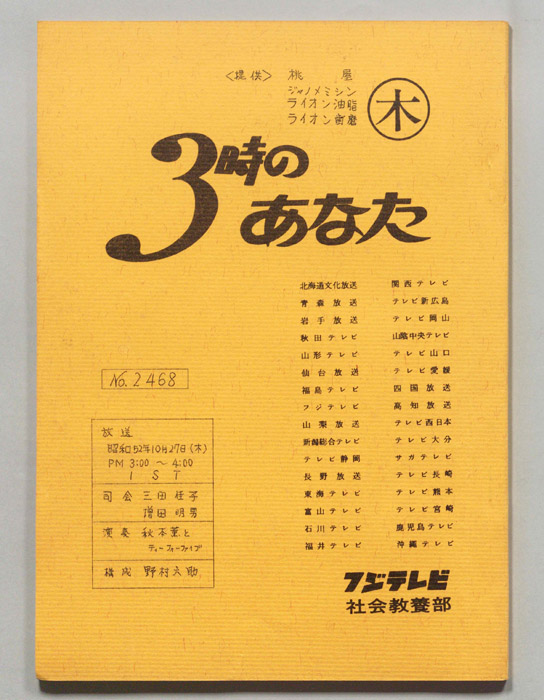 〈提供〉 桃屋
ジャノメミシン
ライオン油脂
ライオン歯磨
木
3時の
あなた
北海道文化放送
青森放送
岩手放送
秋田テレビ
山形テレビ
仙台放送
福島テレビ
フジテレビ
山梨放送
新潟総合テレビ
テレビ静岡
長野放送
東海テレビ
富山テレビ
石川テレビ
福井テレビ
関西テレビ
テレビ新広島
テレビ岡山
山陰中央テレビ
テレビ山口
テレビ愛媛
四国放送
高知放送
テレビ西日本
テレビ大分
サガテレビ
テレビ長崎
テレビ熊本
テレビ宮崎
鹿児島テレビ
沖縄テレビ
No.2468
放送
昭和52年10月27日(木)
PM 3:00 〜 4:00
1 S T
司会 三田佳子
増田明男
演奏 秋本薫と
ティーフォーファイブ
構成 野村大助
フジテレビ
社会教養部